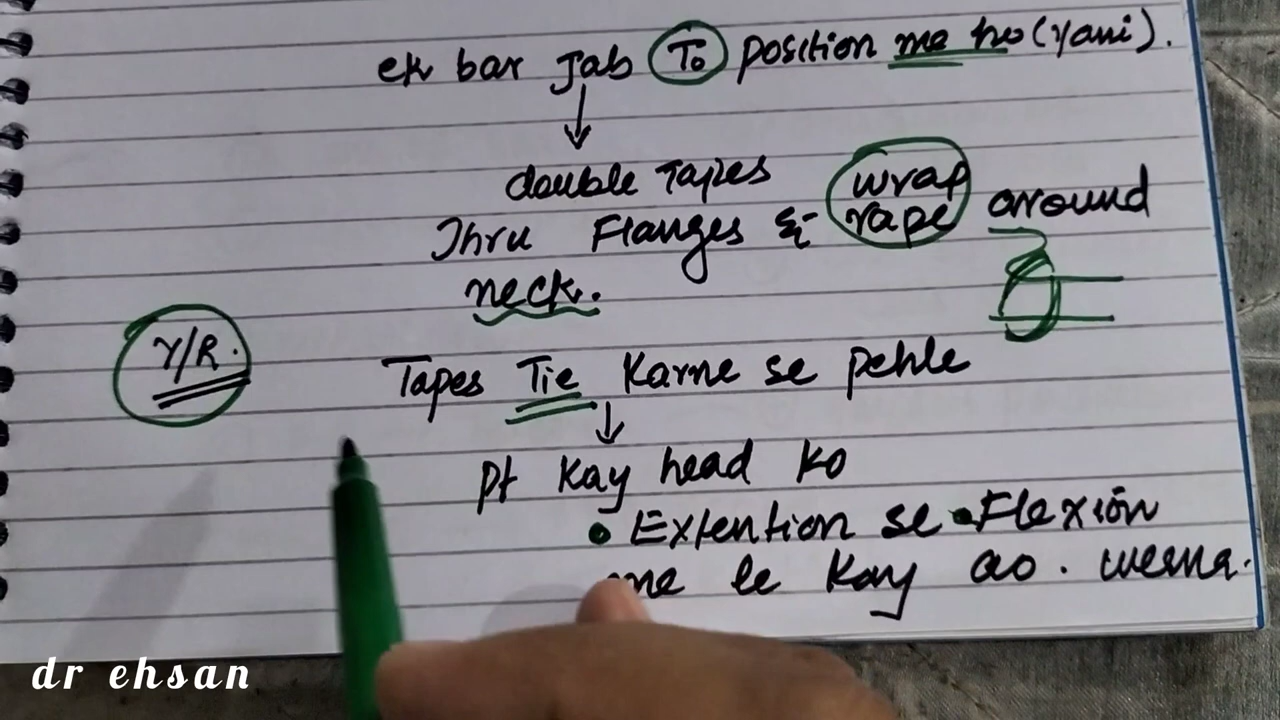 ek bar Jab To position me ho (yani).
double Tapes wrap
Thru Flanges & rape around
neck.
Y/R.
Tapes Tie Karne se pehle
pt Kay head Ko
• Extention se • Flexion
me le Kay ao. werna.
dr ehsan